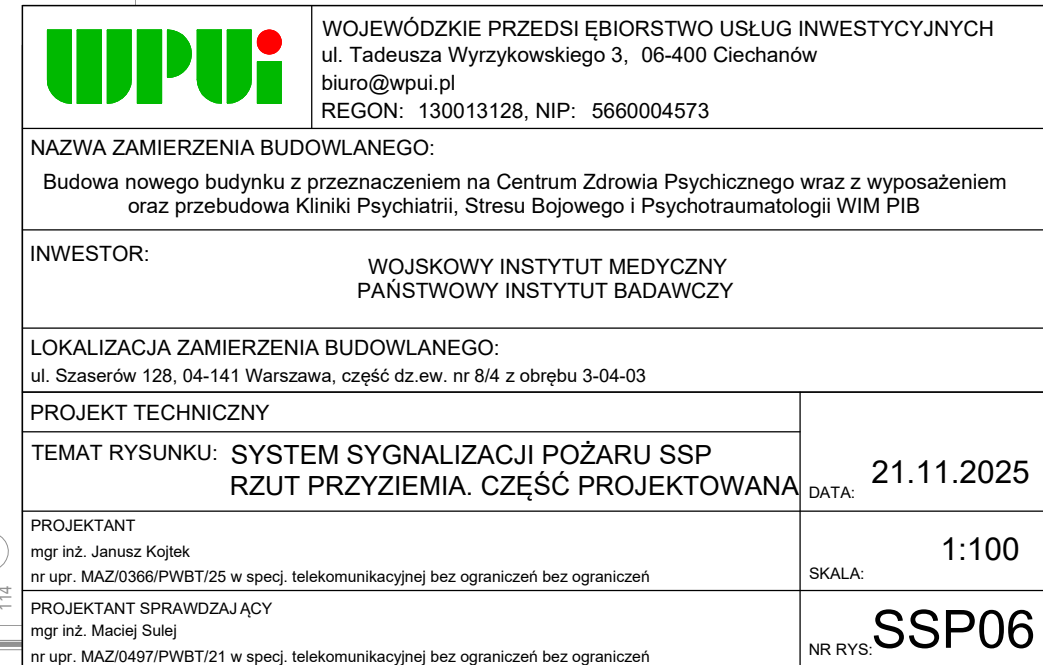 WPUi
WOJEWÓDZKIE PRZEDSI ĘBIORSTWO USŁUG INWESTYCYJNYCH
ul. Tadeusza Wyrzykowskiego 3, 06-400 Ciechanów
biuro@wpui.pl
REGON: 130013128, NIP: 5660004573
NAZWA ZAMIERZENIA BUDOWLANEGO:
Budowa nowego budynku z przeznaczeniem na Centrum Zdrowia Psychicznego wraz z wyposażeniem
oraz przebudowa Kliniki Psychiatrii, Stresu Bojowego i Psychotraumatologii WIM PIB
INWESTOR:
WOJSKOWY INSTYTUT MEDYCZNY
PAŃSTWOWY INSTYTUT BADAWCZY
LOKALIZACJA ZAMIERZENIA BUDOWLANEGO:
ul. Szaserów 128, 04-141 Warszawa, część dz.ew. nr 8/4 z obrębu 3-04-03
PROJEKT TECHNICZNY
TEMAT RYSUNKU: SYSTEM SYGNALIZACJI POŻARU SSP
RZUT PRZYZIEMIA. CZĘŚĆ PROJEKTOWANA
DATA: 21.11.2025
PROJEKTANT
mgr inż. Janusz Kojtek
nr upr. MAZ/0366/PWBT/25 w specj. telekomunikacyjnej bez ograniczeń bez ograniczeń
SKALA: 1:100
PROJEKTANT SPRAWDZAJ ĄCY
mgr inż. Maciej Sulej
nr upr. MAZ/0497/PWBT/21 w specj. telekomunikacyjnej bez ograniczeń bez ograniczeń
NR RYS: SSP06
114